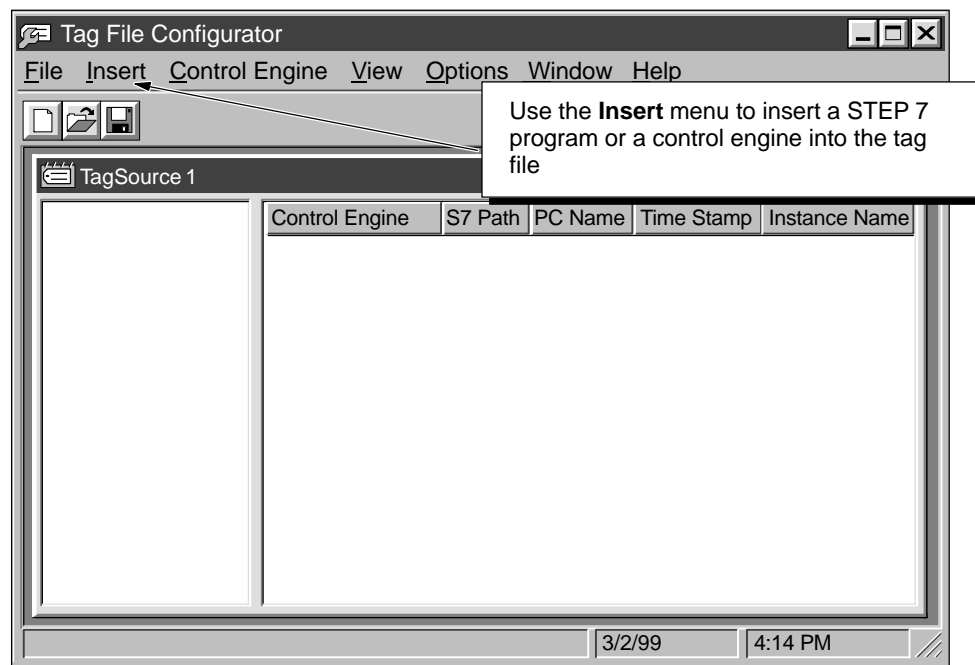 Tag File Configurator
File Insert Control Engine View Options Window Help
Use the Insert menu to insert a STEP 7
program or a control engine into the tag
file
TagSource 1
Control Engine S7 Path PC Name Time Stamp Instance Name
3/2/99 4:14 PM